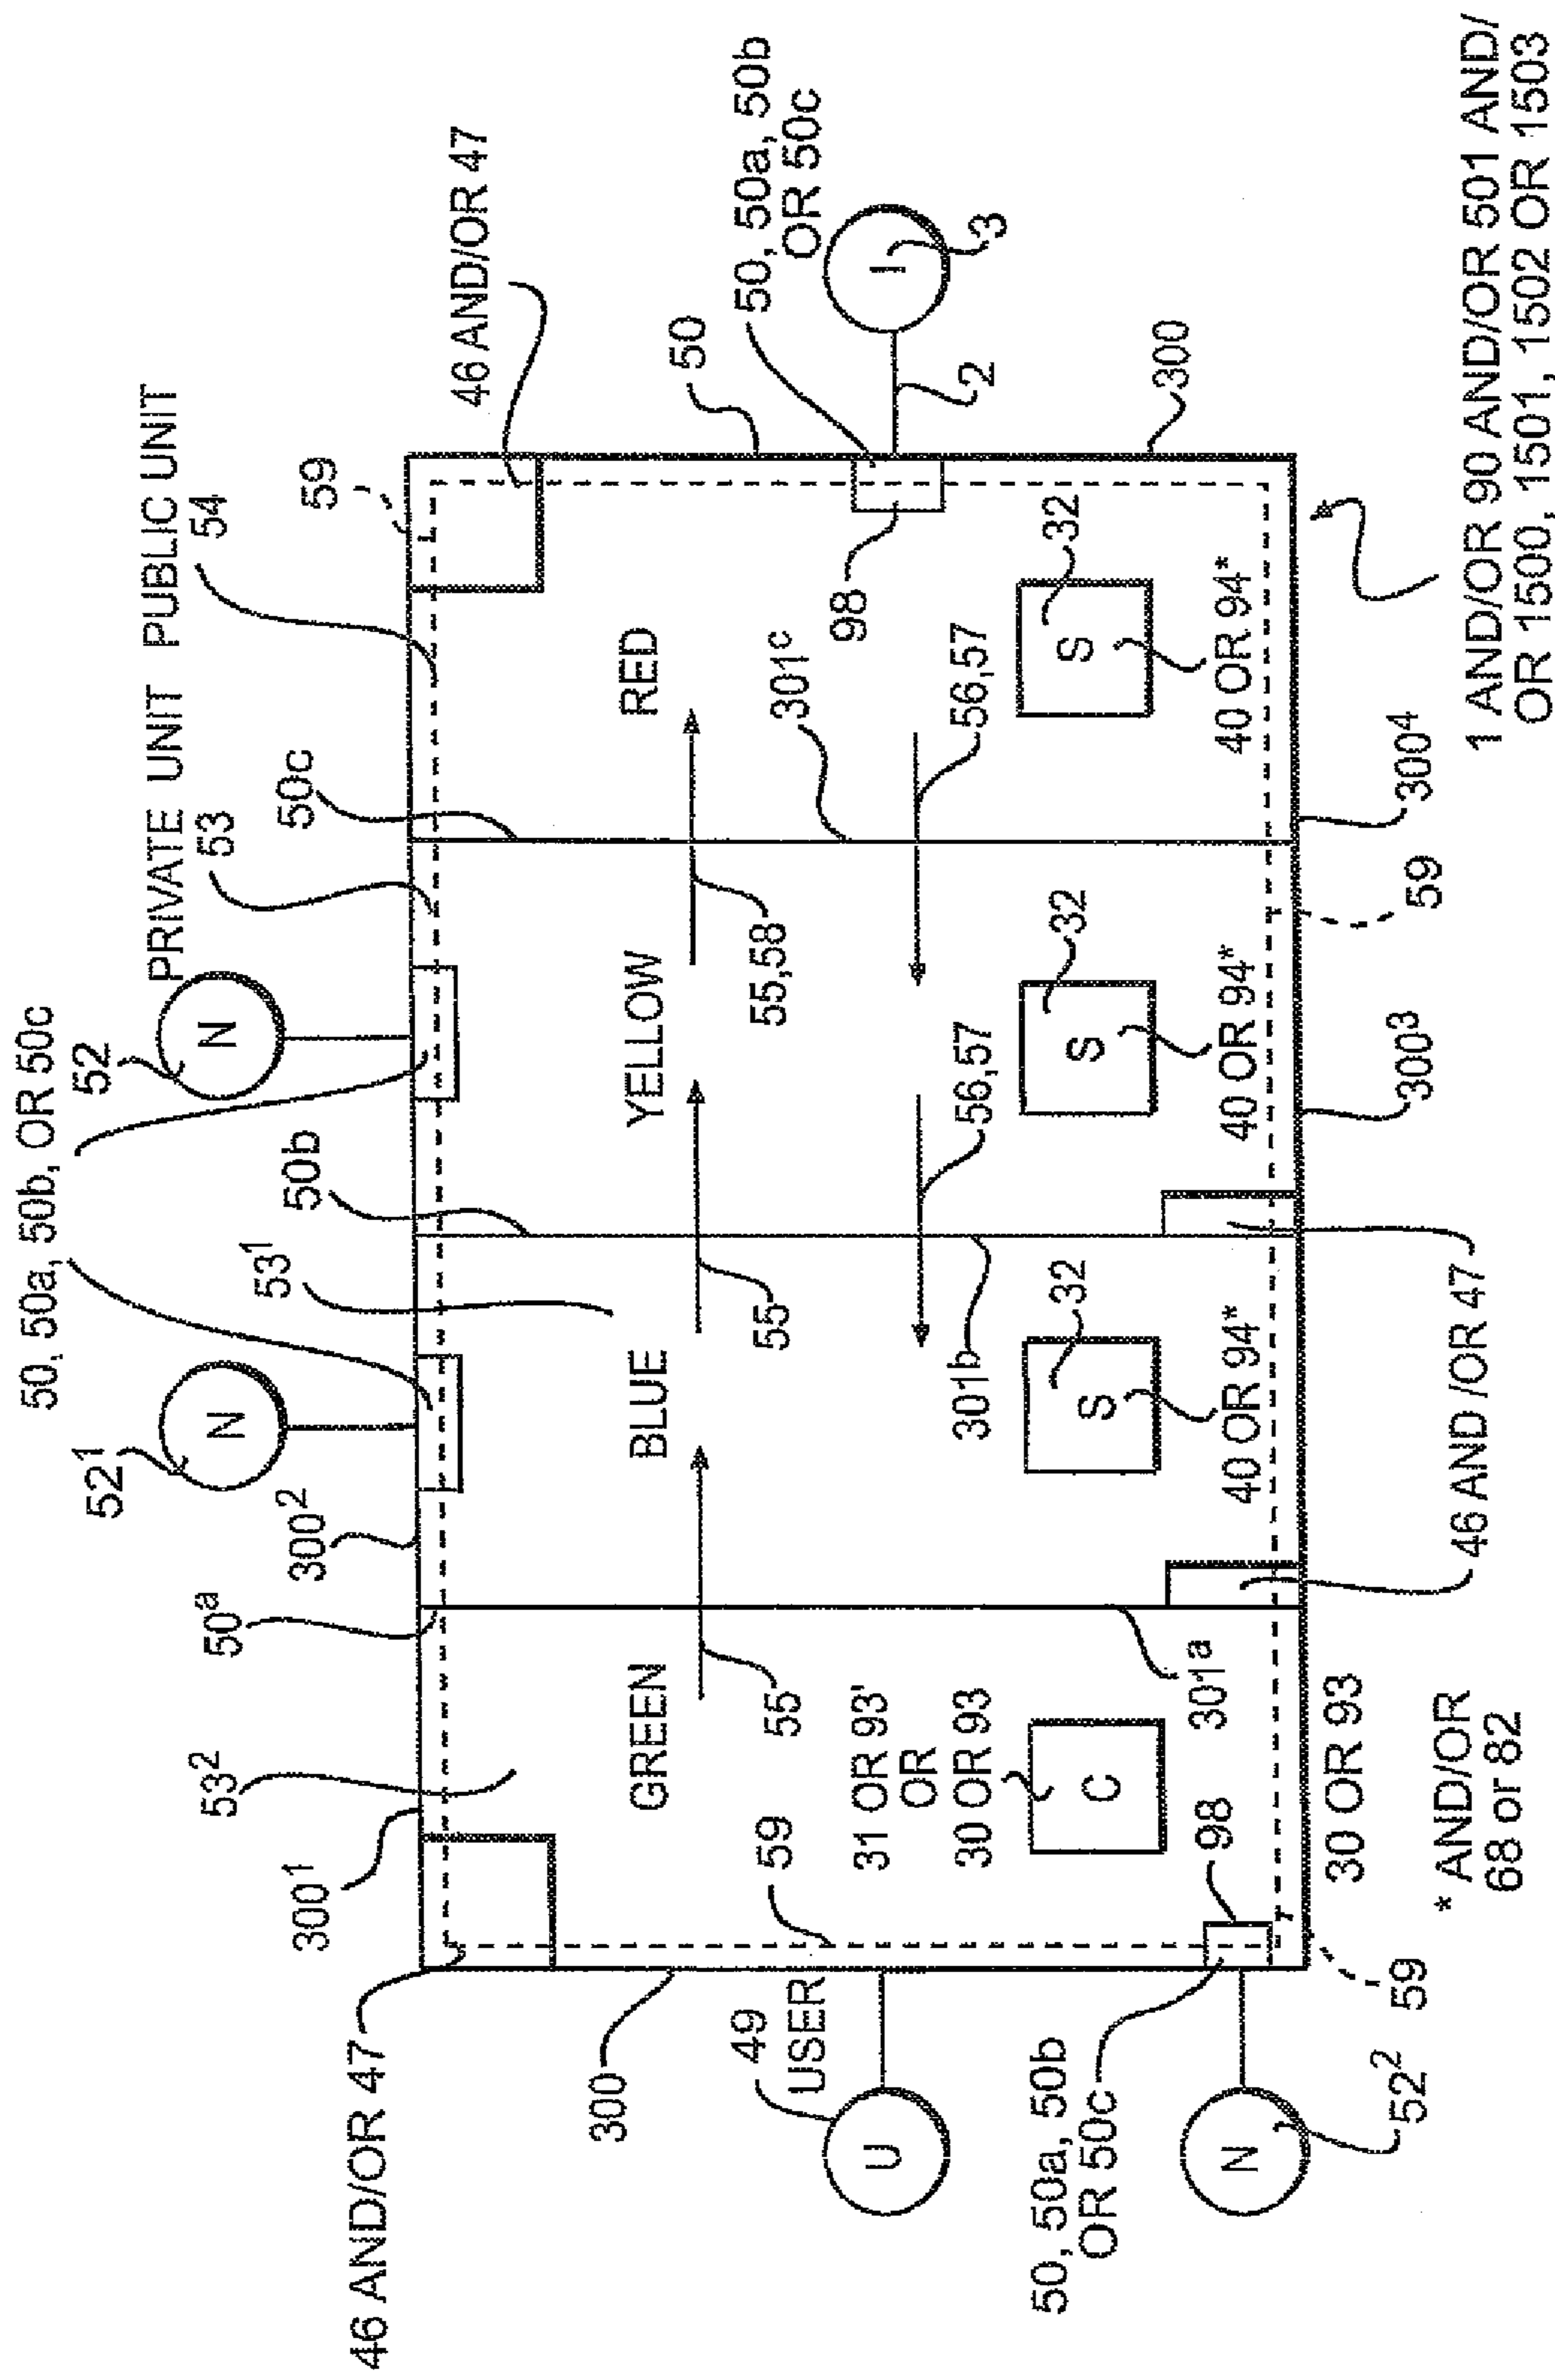 50, 50a, 50b, OR 50c
52¹
52
N
N
PRIVATE UNIT
PUBLIC UNIT
46 AND/OR 47
300¹
53²
50ᵃ
300²
53¹
50b
53
50c
54
59
46 AND/OR 47
50
50, 50a, 50b
OR 50c
GREEN
BLUE
YELLOW
RED
55
55
55,58
300
49
USER
U
59
31 OR 93'
OR
30 OR 93
C
98
301ᵃ
301b
56,57
301ᶜ
56,57
98
I
3
2
300
S
32
40 OR 94*
S
32
40 OR 94*
S
32
40 OR 94*
50, 50a, 50b
OR 50c
N
52²
59
30 OR 93
46 AND /OR 47
300³
59
300⁴
* AND/OR
68 or 82
1 AND/OR 90 AND/OR 501 AND/
OR 1500, 1501, 1502 OR 1503